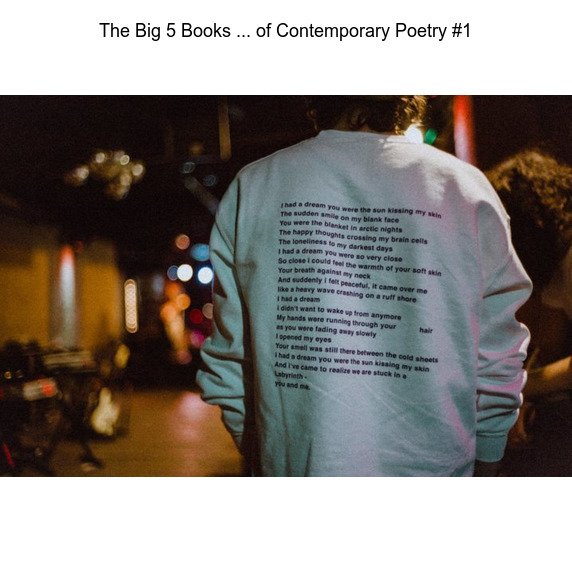 The Big 5 Books ... of Contemporary Poetry #1
I had a dream you were the sun kissing my skin
The sudden smile on my blank face
You were the blanket in arctic nights
The happy thoughts crossing my brain cells
The loneliness to my darkest days
I had a dream you were so very close
So close I could feel the warmth of your soft skin
Your breath against my neck
And suddenly I felt peaceful, it came over me
like a heavy wave crashing on a ruff shore
I had a dream
I didn't want to wake up from anymore
My hands were running through your hair
as you were fading away slowly
I opened my eyes
Your smell was still there between the cold sheets
I had a dream you were the sun kissing my skin
And I've came to realize we are stuck in a
Labyrinth -
you and me.